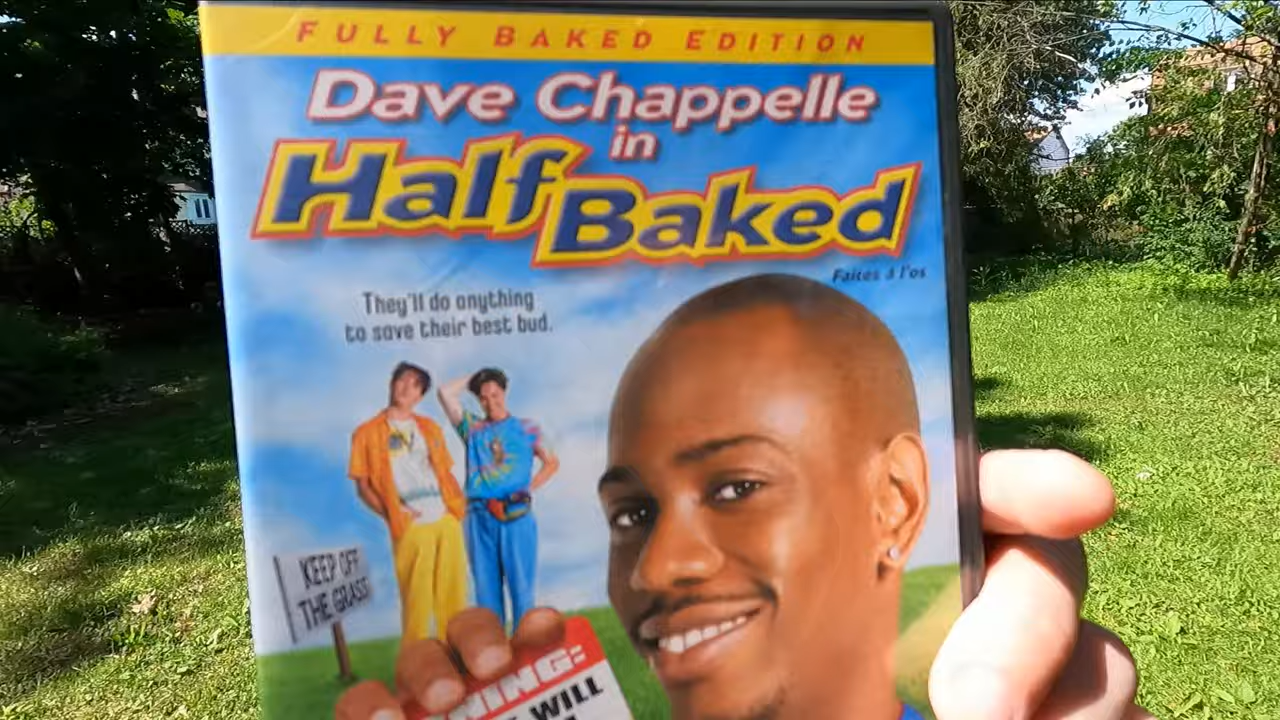 FULLY BAKED EDITION
Dave Chappelle
in
Half Baked
Faites à l'os
They'll do anything
to save their best bud.
KEEP OFF
THE GRASS
WILL